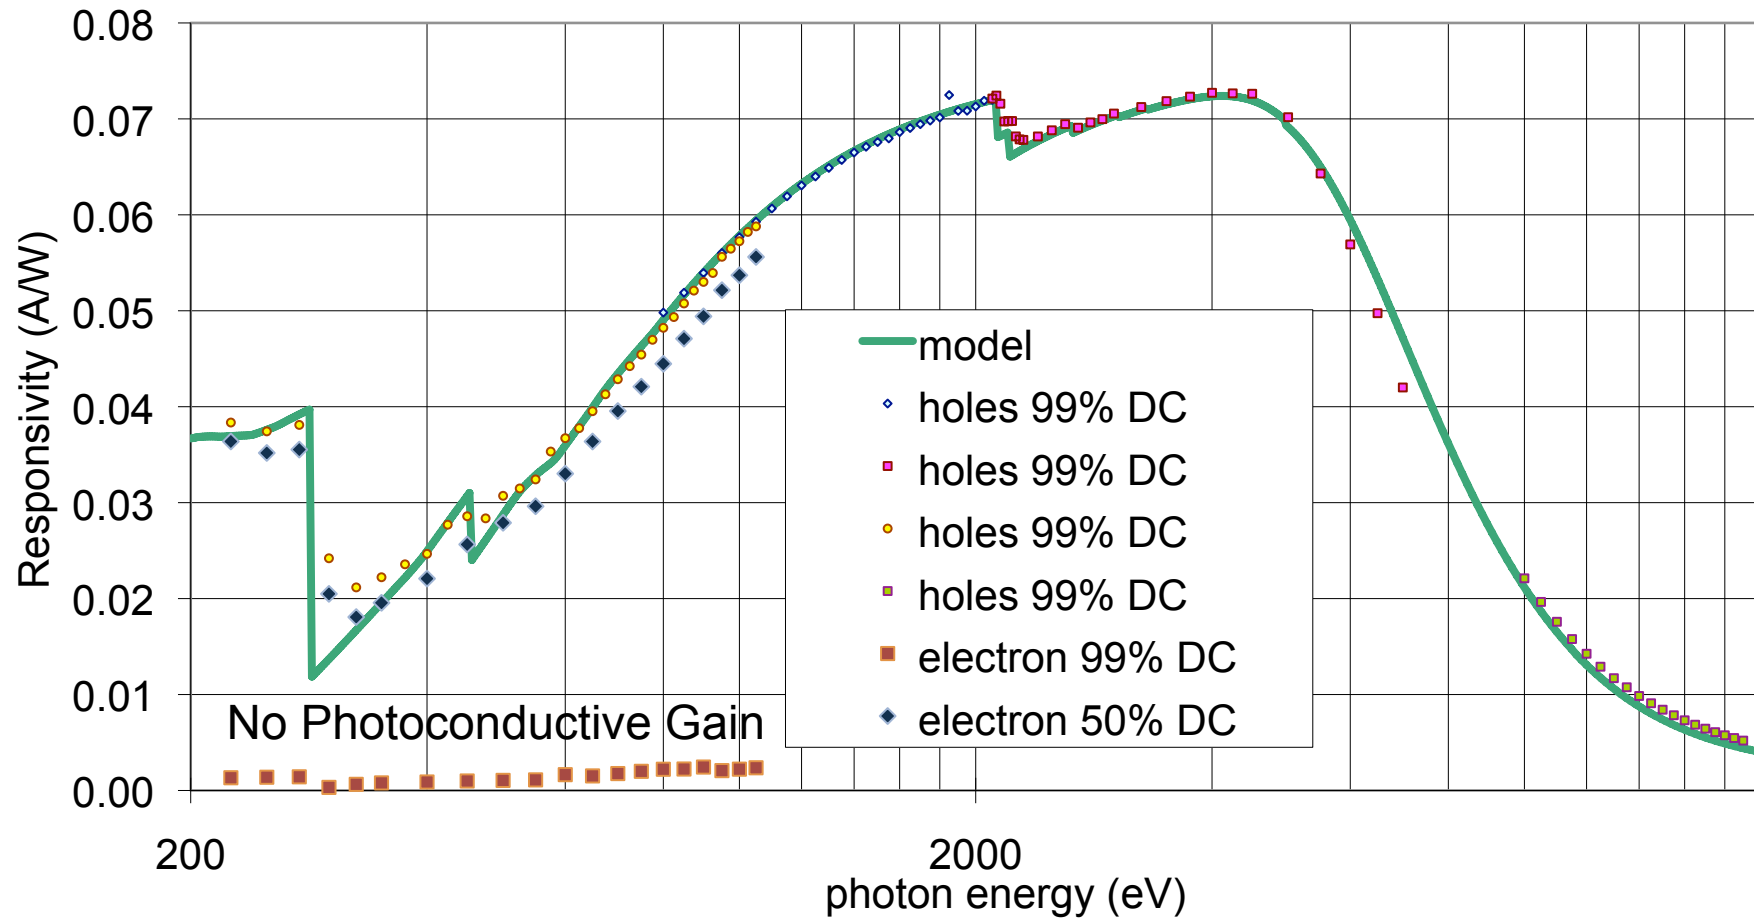 0.08
0.07
0.06
0.05
0.04
0.03
0.02
0.01
0.00
Responsivity (A/W)
model
holes 99% DC
holes 99% DC
holes 99% DC
holes 99% DC
electron 99% DC
electron 50% DC
No Photoconductive Gain
200
2000
photon energy (eV)